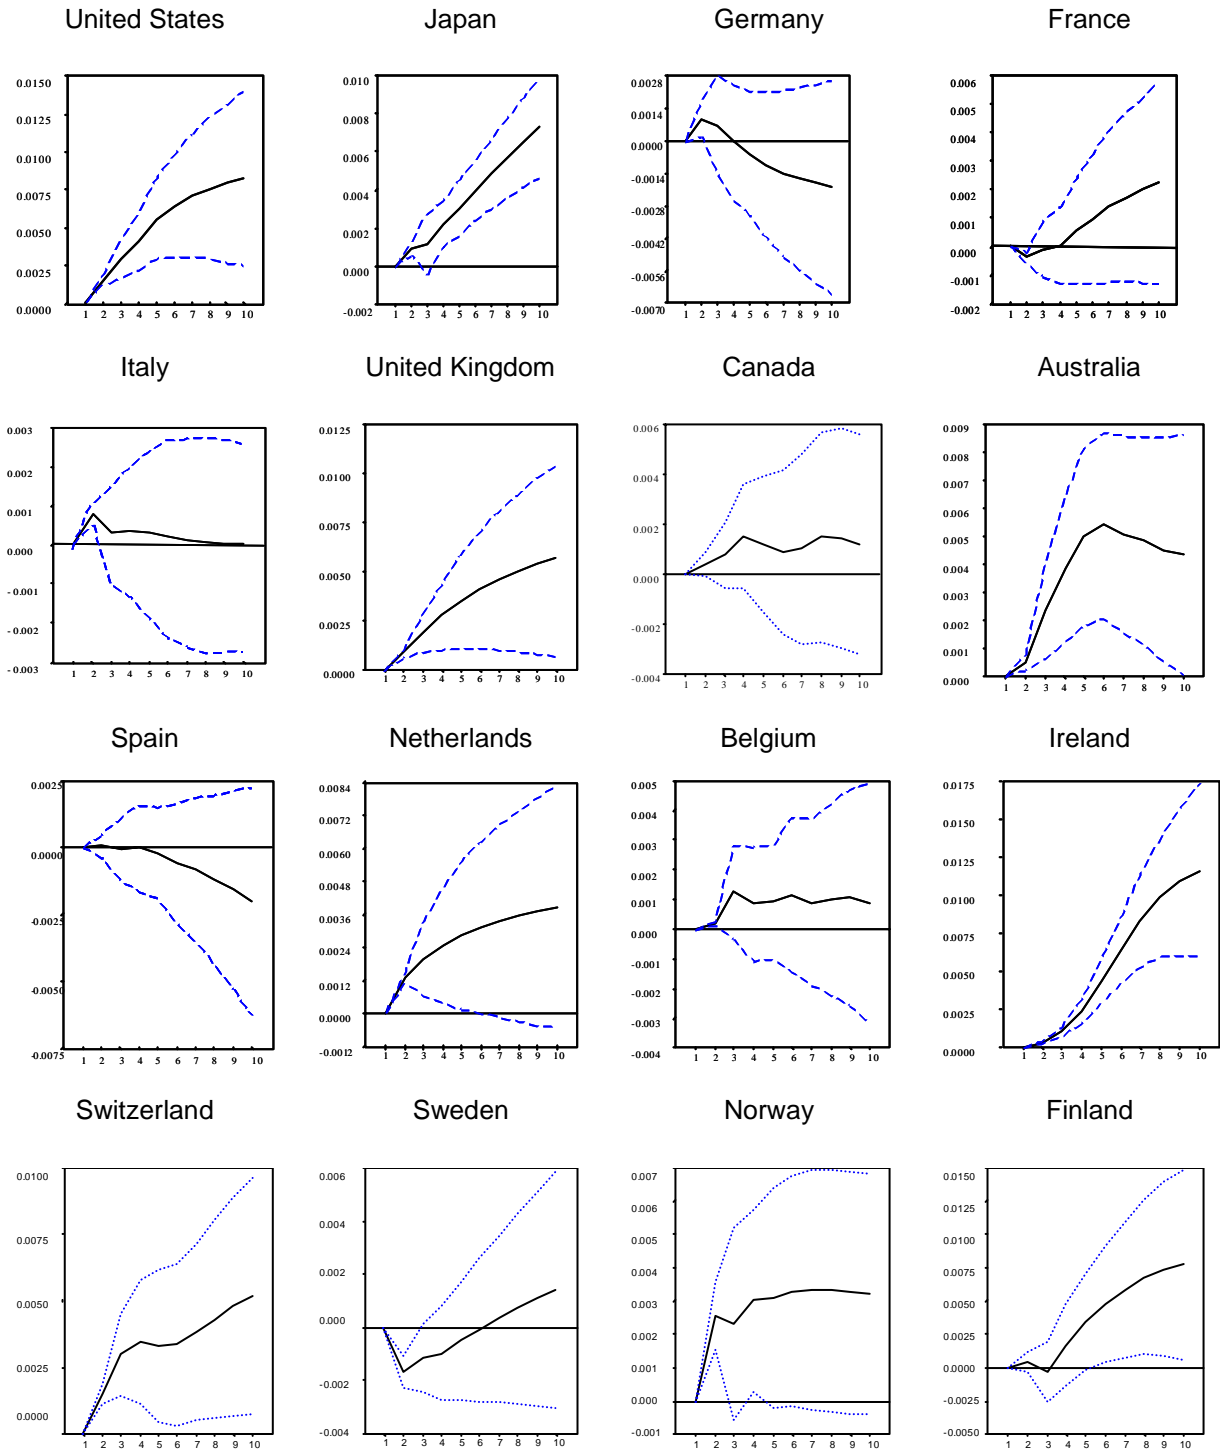 United States Japan Germany France
0.0150 0.010 0.0028 0.006
0.0125 0.008 0.0014 0.005
0.0100 0.006 0.0000 0.004
0.0075 0.004 -0.0014 0.003
0.0050 0.002 -0.0028 0.002
0.0025 0.000 -0.0042 0.001
0.0000 -0.002 -0.0056 0.000
-0.0070 -0.001
-0.002
1 2 3 4 5 6 7 8 9 10 1 2 3 4 5 6 7 8 9 10 1 2 3 4 5 6 7 8 9 10 1 2 3 4 5 6 7 8 9 10
Italy United Kingdom Canada Australia
0.003 0.0125 0.006 0.009
0.002 0.0100 0.004 0.008
0.001 0.0075 0.002 0.007
0.000 0.0050 0.000 0.006
- 0.001 0.0025 -0.002 0.005
- 0.002 0.0000 -0.004 0.004
- 0.003 0.003
0.002
0.001
0.000
1 2 3 4 5 6 7 8 9 10 1 2 3 4 5 6 7 8 9 10 1 2 3 4 5 6 7 8 9 10 1 2 3 4 5 6 7 8 9 10
Spain Netherlands Belgium Ireland
0.0025 0.0084 0.005 0.0175
0.0000 0.0072 0.004 0.0150
-0.0025 0.0060 0.003 0.0125
-0.0050 0.0048 0.002 0.0100
-0.0075 0.0036 0.001 0.0075
0.0024 0.000 0.0050
0.0012 -0.001 0.0025
0.0000 -0.002 0.0000
-0.0012 -0.003
-0.004
1 2 3 4 5 6 7 8 9 10 1 2 3 4 5 6 7 8 9 10 1 2 3 4 5 6 7 8 9 10 1 2 3 4 5 6 7 8 9 10
Switzerland Sweden Norway Finland
0.0100 0.006 0.007 0.0150
0.0075 0.004 0.006 0.0125
0.0050 0.002 0.005 0.0100
0.0025 0.000 0.004 0.0075
0.0000 -0.002 0.003 0.0050
-0.004 0.002 0.0025
0.001 0.0000
0.000 -0.0025
-0.001 -0.0050
1 2 3 4 5 6 7 8 9 10 1 2 3 4 5 6 7 8 9 10 1 2 3 4 5 6 7 8 9 10 1 2 3 4 5 6 7 8 9 10